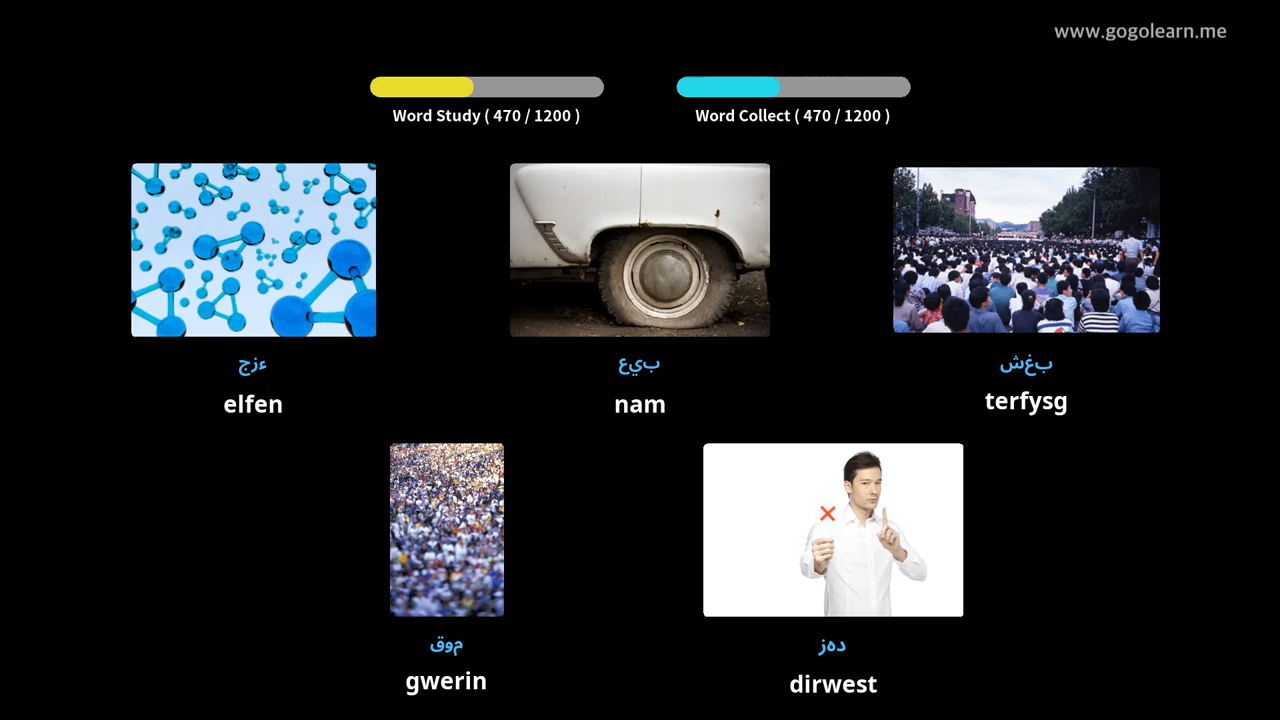 www.gogolearn.me
Word Study ( 470 / 1200 )
Word Collect ( 470 / 1200 )
ءزج
بيع
بغش
elfen
nam
terfysg
موق
دهز
gwerin
dirwest